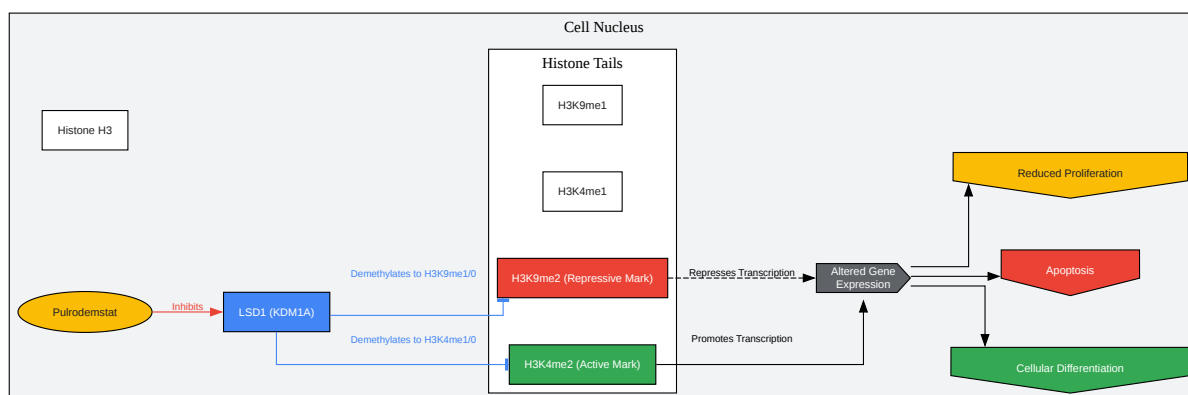 Cell Nucleus
Histone Tails
H3K9me1
Histone H3
H3K4me1
Reduced Proliferation
Demethylates to H3K9me1/0
H3K9me2 (Repressive Mark)
Represses Transcription
Altered Gene
Expression
Apoptosis
Pulrodemstat
Inhibits
LSD1 (KDM1A)
Demethylates to H3K4me1/0
Promotes Transcription
H3K4me2 (Active Mark)
Cellular Differentiation